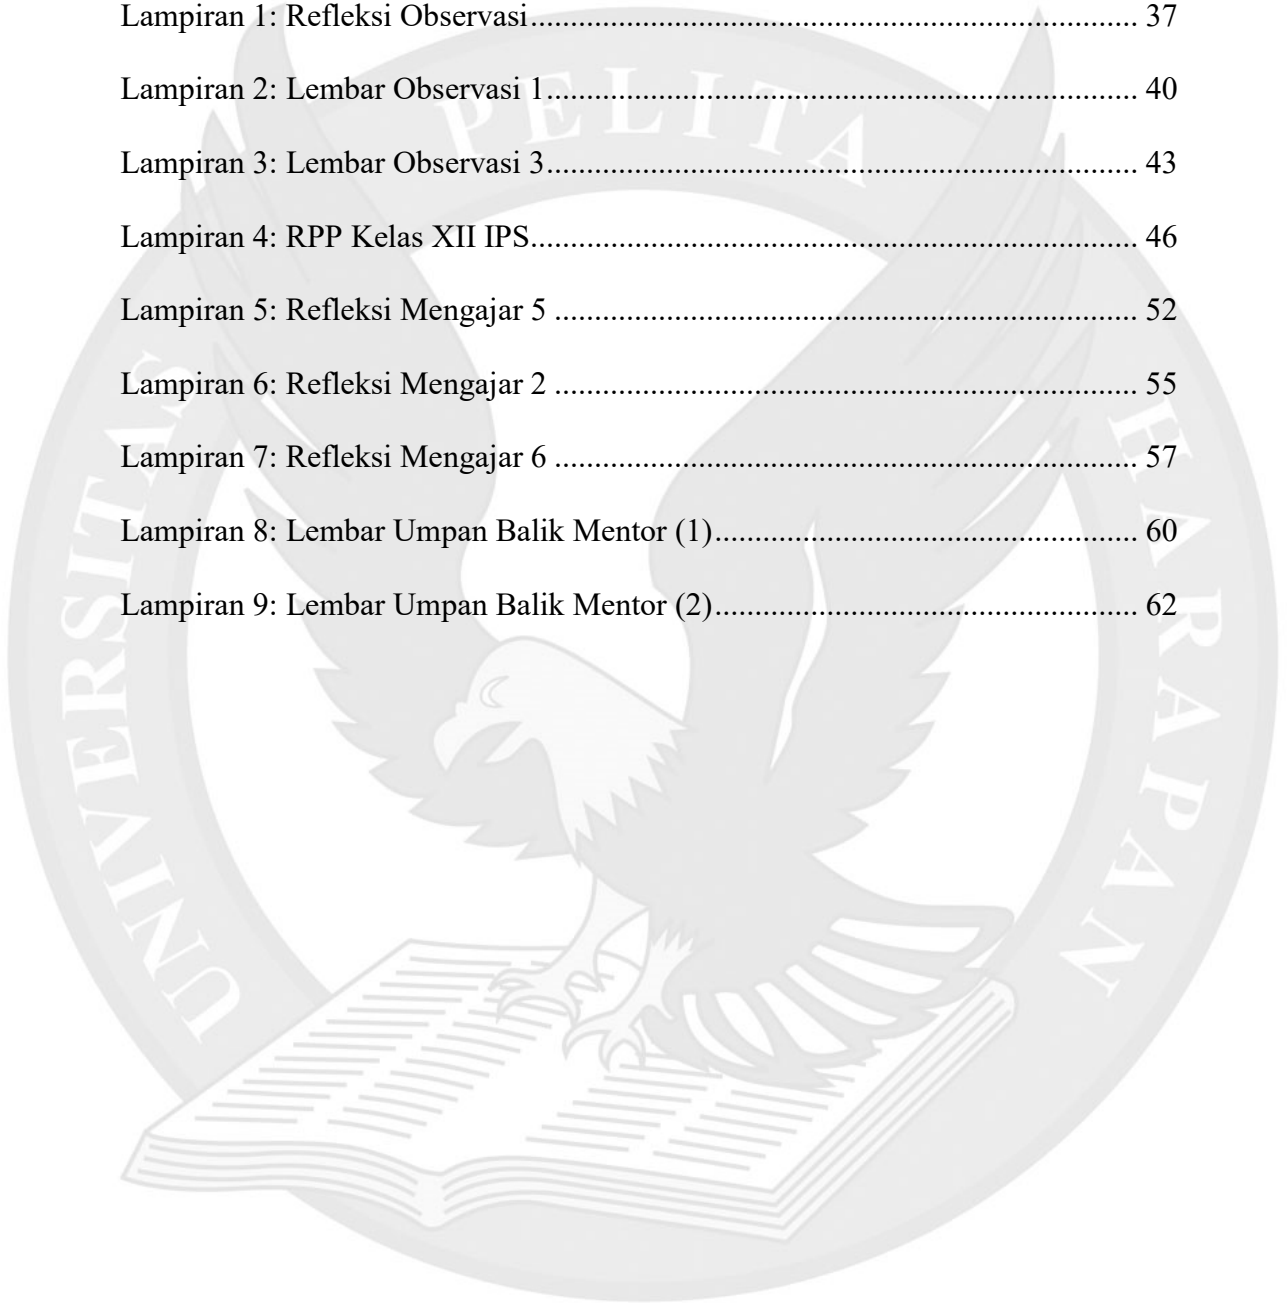 Lampiran 1: Refleksi Observasi.......................................................................... 37
Lampiran 2: Lembar Observasi 1........................................................................ 40
Lampiran 3: Lembar Observasi 3........................................................................ 43
Lampiran 4: RPP Kelas XII IPS.......................................................................... 46
Lampiran 5: Refleksi Mengajar 5 ....................................................................... 52
Lampiran 6: Refleksi Mengajar 2 ....................................................................... 55
Lampiran 7: Refleksi Mengajar 6 ....................................................................... 57
Lampiran 8: Lembar Umpan Balik Mentor (1)................................................... 60
Lampiran 9: Lembar Umpan Balik Mentor (2)................................................... 62
UNIVERSITAS PELITA HARAPAN